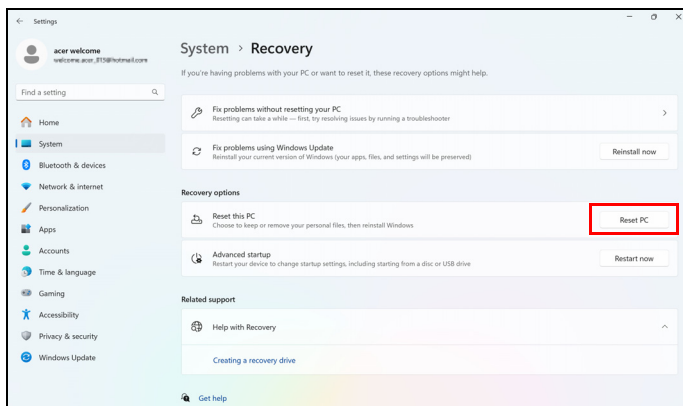 Settings
acer welcome
welcome.acer_815@hotmail.com
Find a setting
Home
System
Bluetooth & devices
Network & internet
Personalization
Apps
Accounts
Time & language
Gaming
Accessibility
Privacy & security
Windows Update
System > Recovery
If you're having problems with your PC or want to reset it, these recovery options might help.
Fix problems without resetting your PC
Resetting can take a while — first, try resolving issues by running a troubleshooter
Fix problems using Windows Update
Reinstall your current version of Windows (your apps, files, and settings will be preserved)
Reinstall now
Recovery options
Reset this PC
Choose to keep or remove your personal files, then reinstall Windows
Reset PC
Advanced startup
Restart your device to change startup settings, including starting from a disc or USB drive
Restart now
Related support
Help with Recovery
Creating a recovery drive
Get help